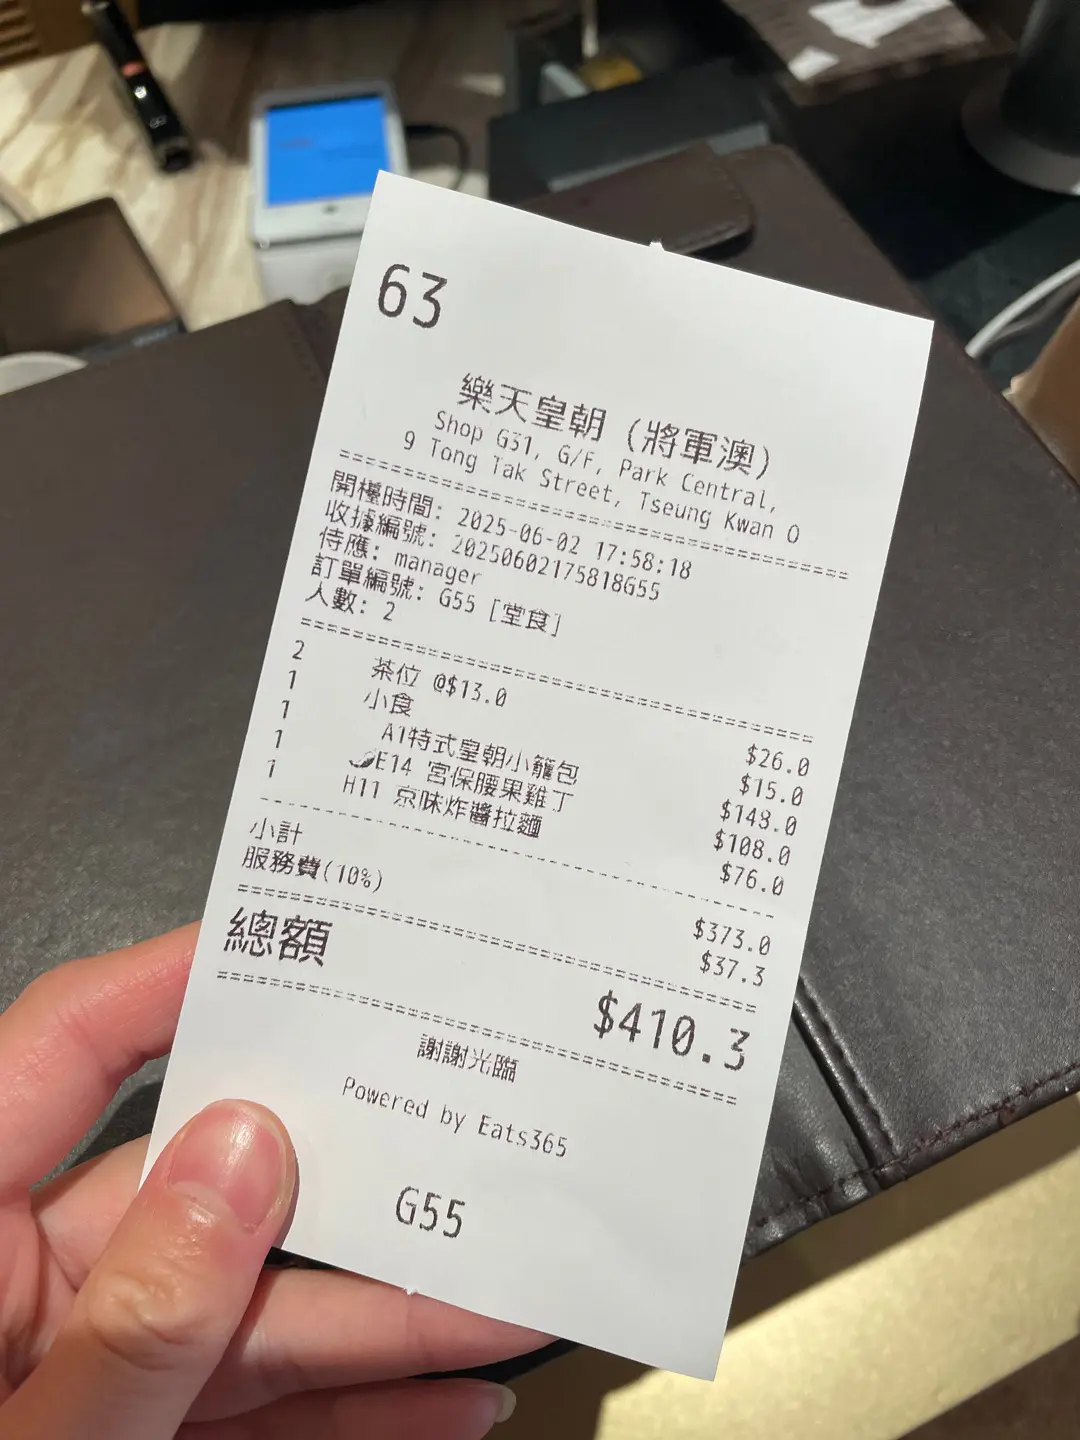 63
樂天皇朝 (將軍澳)
Shop G31, G/F, Park Central,
9 Tong Tak Street, Tseung Kwan O
開檯時間: 2025-06-02 17:58:18
收據編號: 20250602175818G55
侍應: manager
訂單編號: G55 [堂食]
人數: 2
2 茶位 @$13.0 $26.0
1 小食 $15.0
1 A1特式皇朝小籠包 $148.0
1 🌶E14 宮保腰果雞丁 $108.0
1 H11 京味炸醬拉麵 $76.0
小計 $373.0
服務費(10%) $37.3
總額 $410.3
謝謝光臨
Powered by Eats365
G55